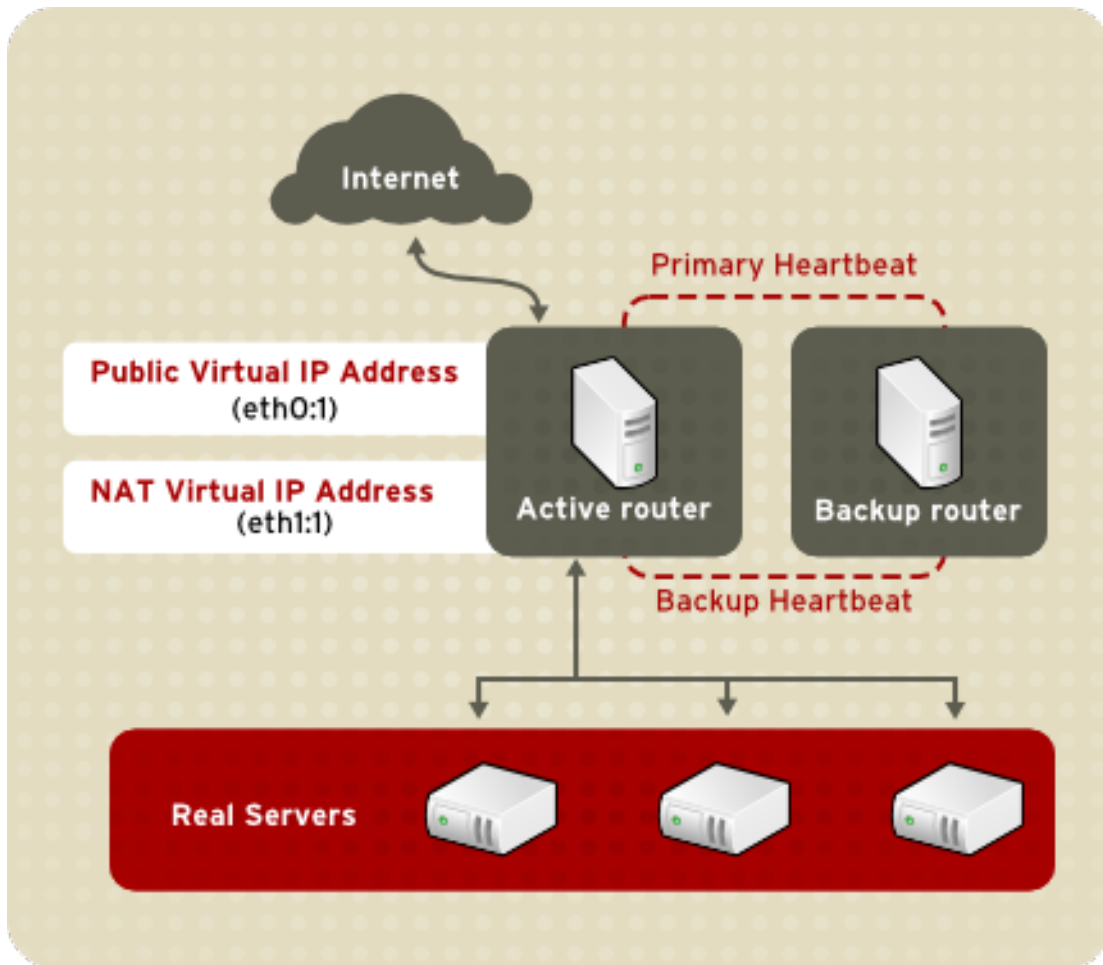 Internet
Primary Heartbeat
Public Virtual IP Address
(eth0:1)
NAT Virtual IP Address
(eth1:1)
Active router
Backup router
Backup Heartbeat
Real Servers